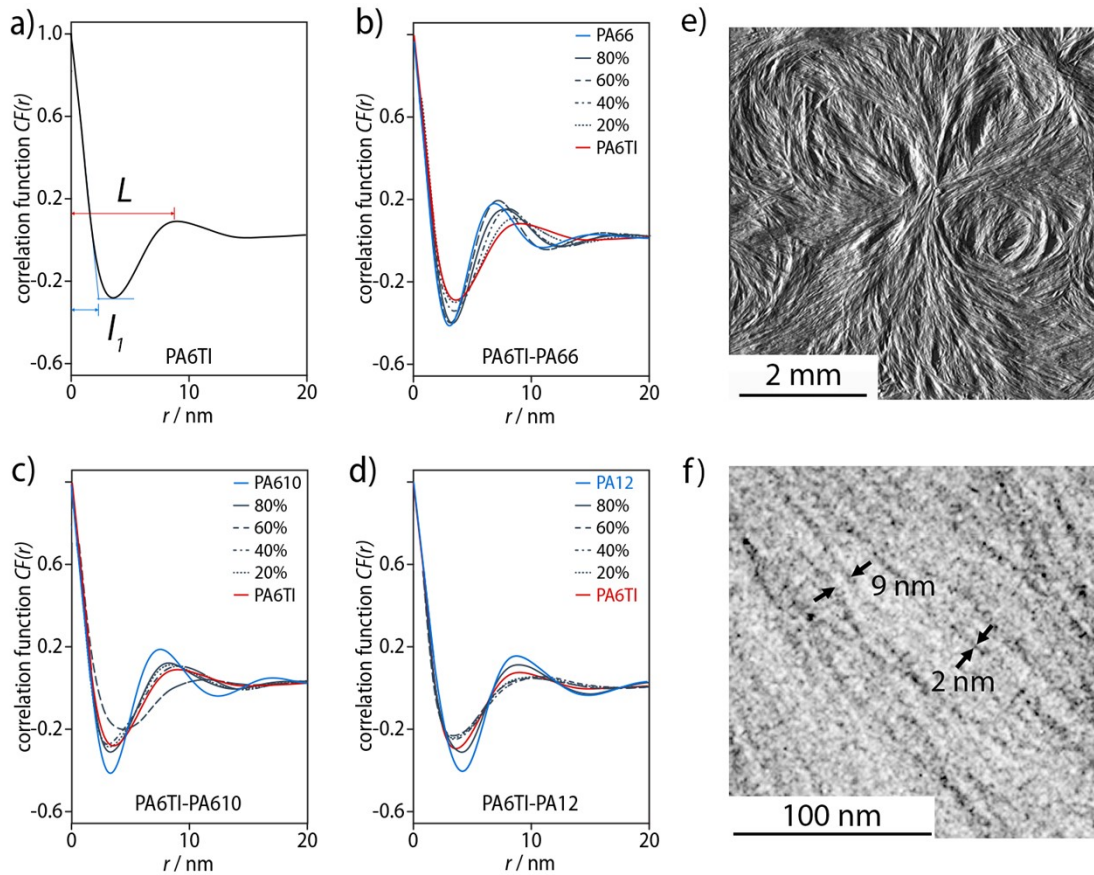 a)
correlation function CF(r)
1.0
0.6
0.2
-0.2
-0.6
L
l1
PA6TI
0
10
20
r / nm
b)
correlation function CF(r)
0.6
0.2
-0.2
-0.6
PA66
80%
60%
40%
20%
PA6TI
PA6TI-PA66
0
10
20
r / nm
e)
2 mm
c)
correlation function CF(r)
0.6
0.2
-0.2
-0.6
PA610
80%
60%
40%
20%
PA6TI
PA6TI-PA610
0
10
20
r / nm
d)
correlation function CF(r)
0.6
0.2
-0.2
-0.6
PA12
80%
60%
40%
20%
PA6TI
PA6TI-PA12
0
10
20
r / nm
f)
9 nm
2 nm
100 nm